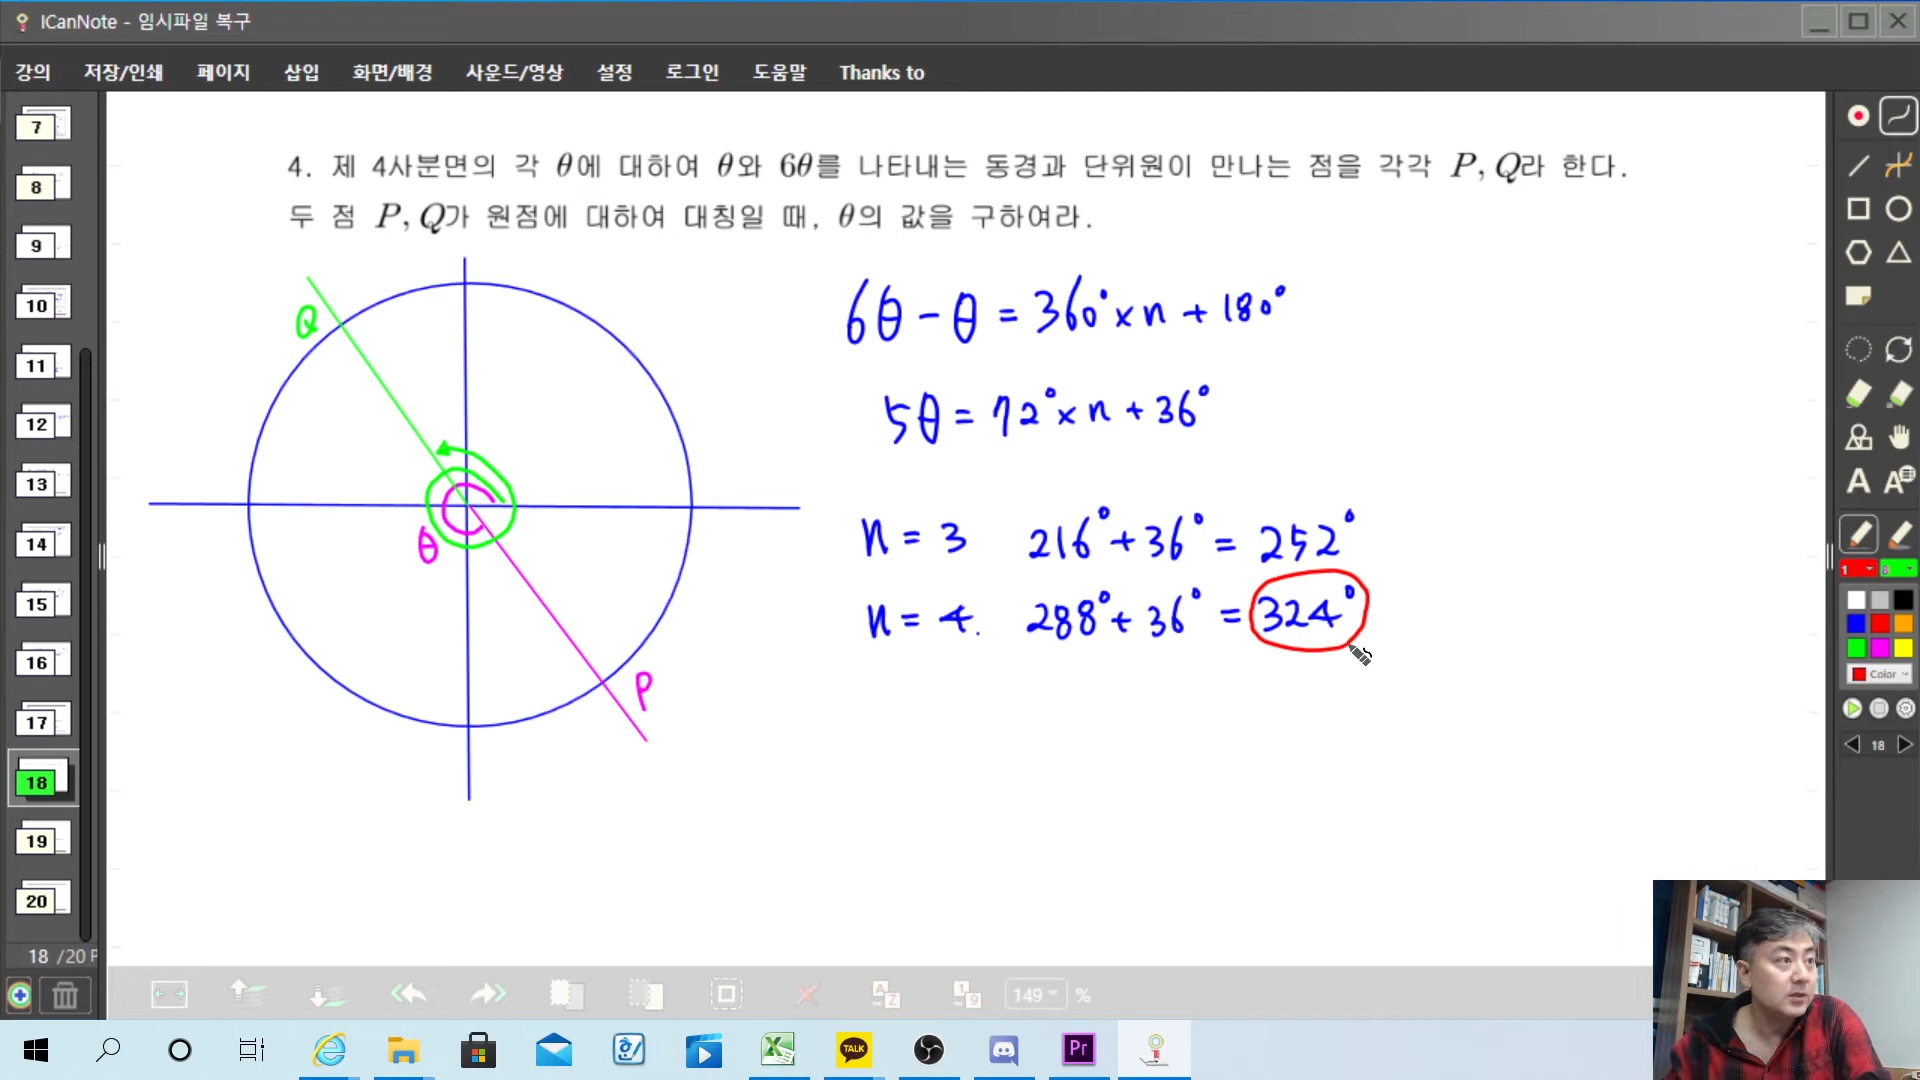 ICanNote - 임시파일 복구
강의 저장/인쇄 페이지 삽입 화면/배경 사운드/영상 설정 로그인 도움말 Thanks to
7
8
9
10
11
12
13
14
15
16
17
18
19
20
18 /20 P
4. 제 4사분면의 각 θ에 대하여 θ와 6θ를 나타내는 동경과 단위원이 만나는 점을 각각 P, Q라 한다.
두 점 P, Q가 원점에 대하여 대칭일 때, θ의 값을 구하여라.
Q
θ
P
6θ - θ = 360° × n + 180°
5θ = 72° × n + 36°
n = 3 216° + 36° = 252°
n = 4. 288° + 36° = 324°
A A
1 6
Color
18
A Z
1 9
149 %
TALK
Pr